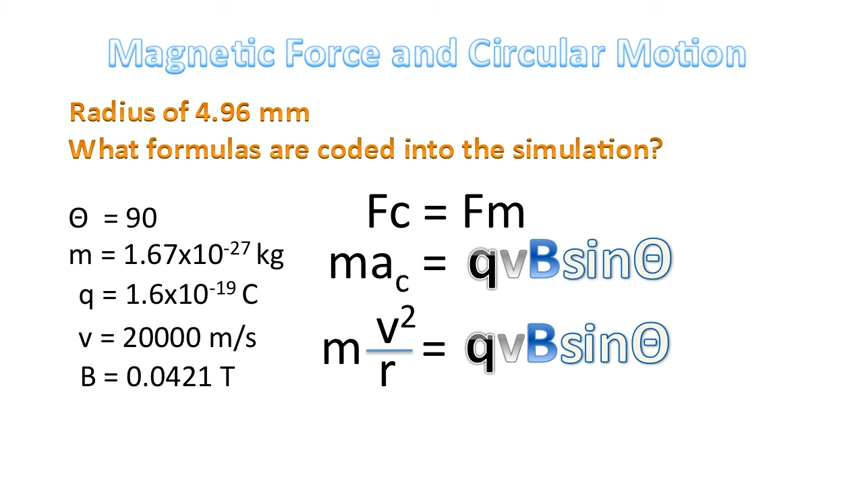 Magnetic Force and Circular Motion
Radius of 4.96 mm
What formulas are coded into the simulation?
Θ = 90
m = 1.67x10⁻²⁷ kg
q = 1.6x10⁻¹⁹ C
v = 20000 m/s
B = 0.0421 T
Fc = Fm
ma꜀ = qvBsinΘ
m v²/r = qvBsinΘ